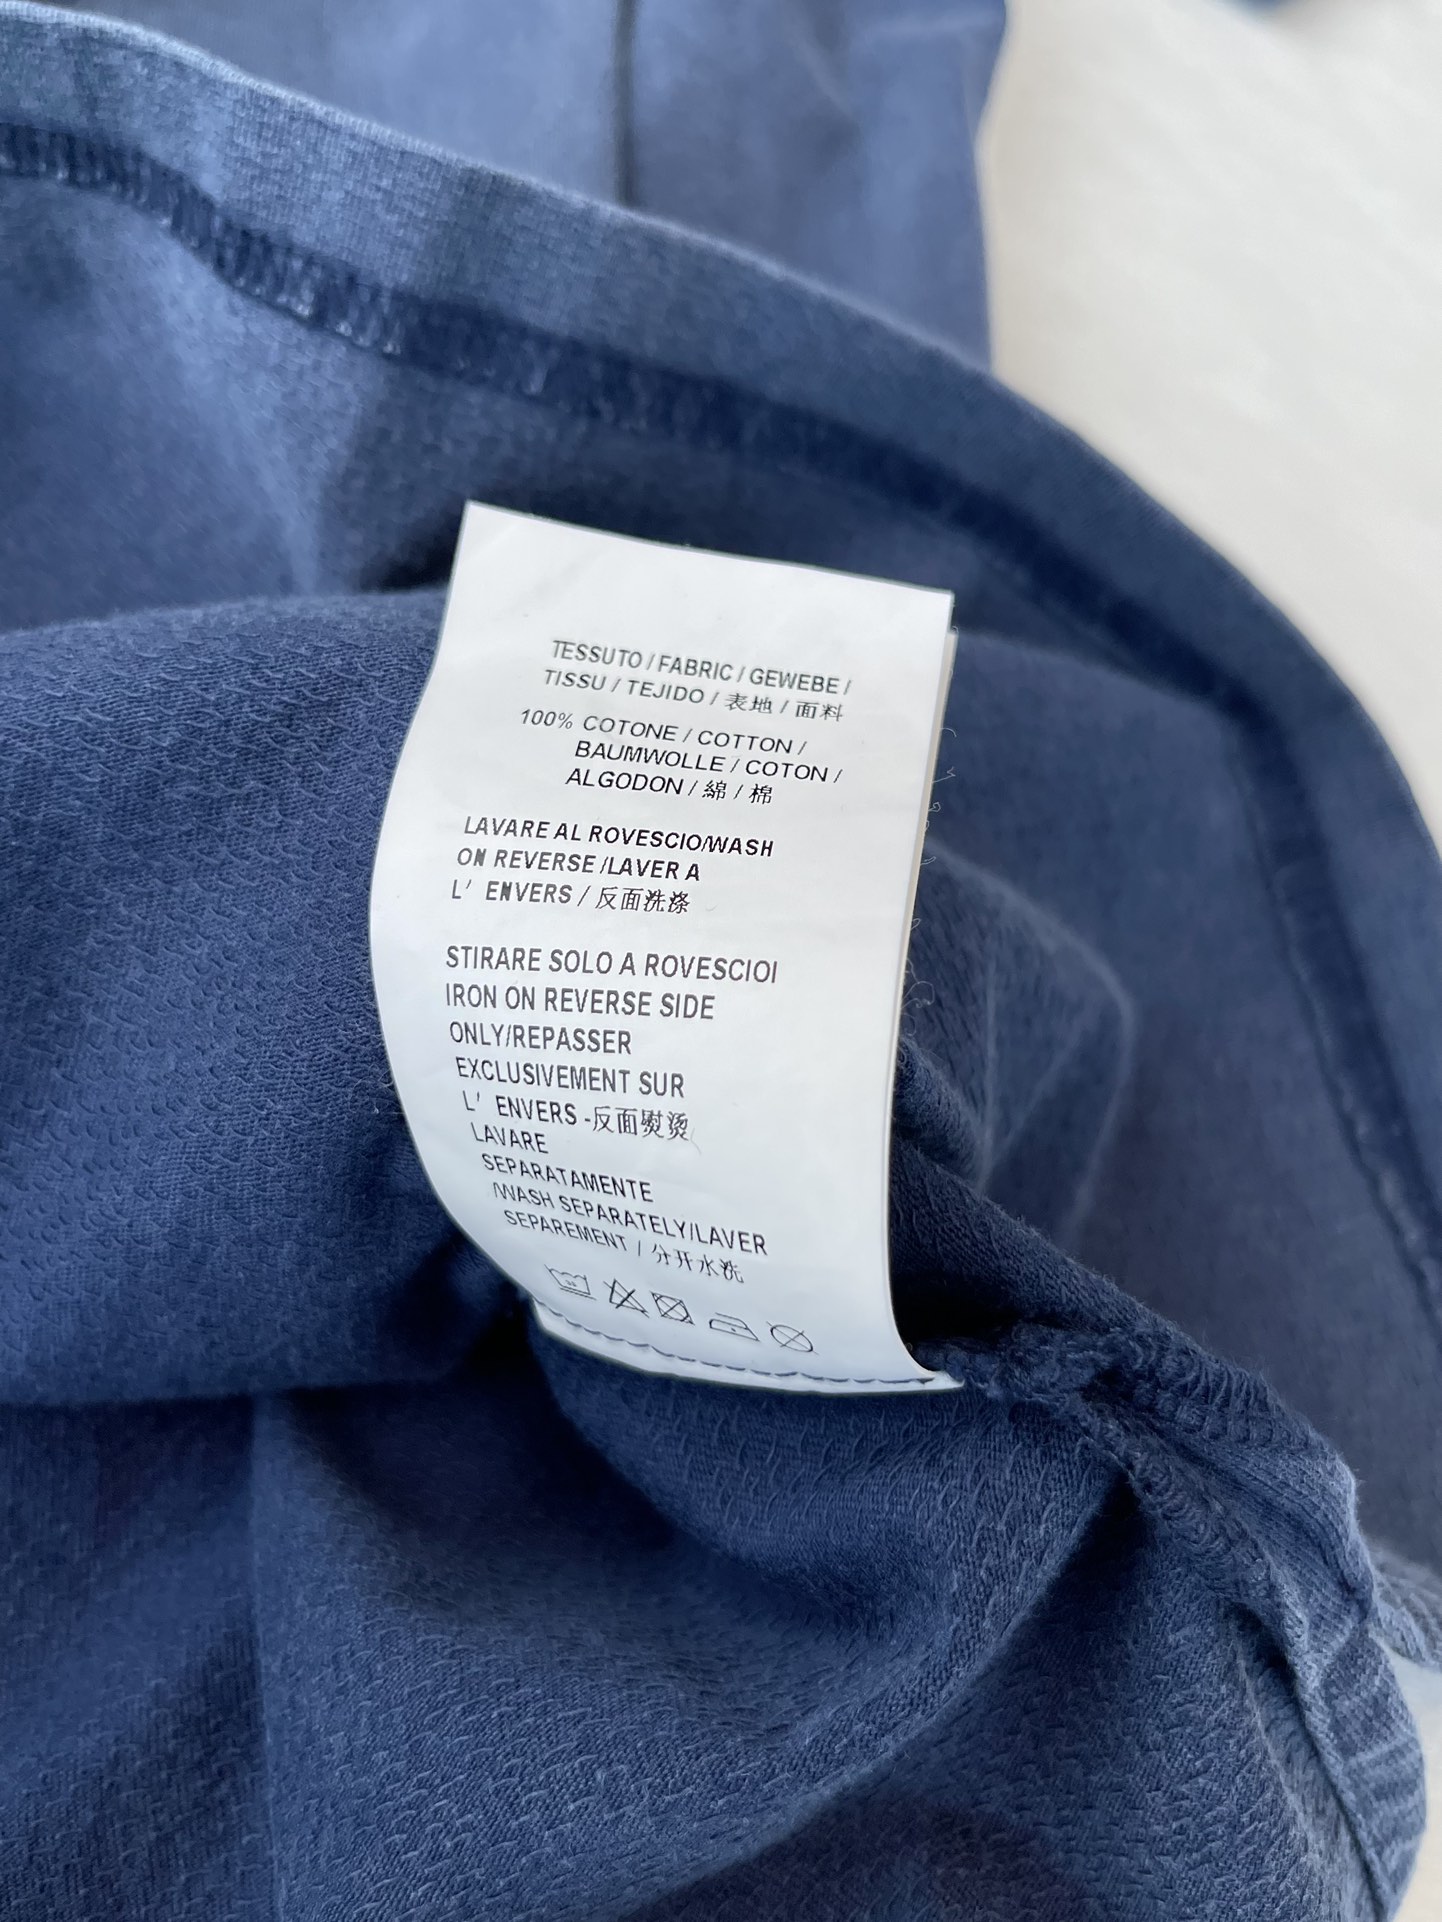 TESSUTO / FABRIC / GEWEBE /
TISSU / TEJIDO / 表地 / 面料
100% COTONE / COTTON /
BAUMWOLLE / COTON /
ALGODON / 綿 / 棉
LAVARE AL ROVESCIO/WASH
ON REVERSE /LAVER A
L' ENVERS / 反面洗涤
STIRARE SOLO A ROVESCIOI
IRON ON REVERSE SIDE
ONLY/REPASSER
EXCLUSIVEMENT SUR
L' ENVERS -反面熨烫
LAVARE
SEPARATAMENTE
/WASH SEPARATELY/LAVER
SEPAREMENT / 分开水洗